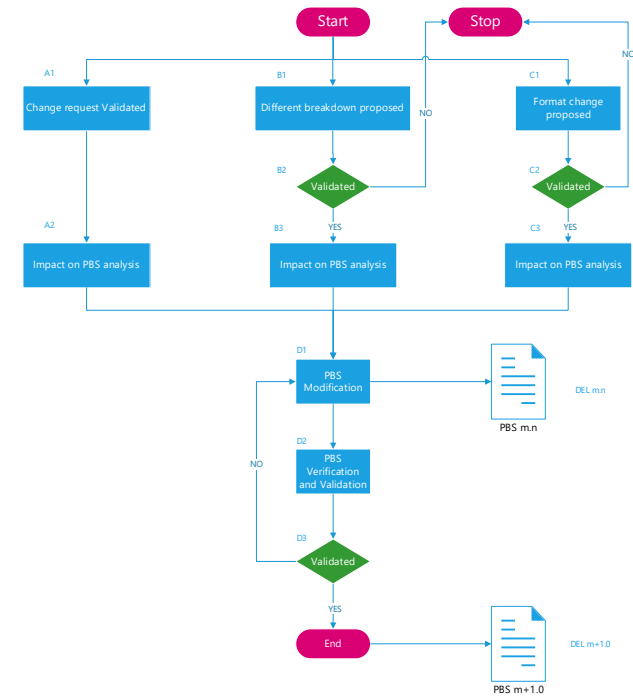 Start
Stop
NO
A1
B1
C1
Change request Validated
Different breakdown proposed
Format change
proposed
NO
B2
C2
Validated
Validated
A2
B3
YES
C3
YES
Impact on PBS analysis
Impact on PBS analysis
Impact on PBS analysis
D1
PBS
Modification
DEL m.n
PBS m.n
D2
PBS
Verification
and Validation
NO
D3
Validated
YES
End
DEL m+1.0
PBS m+1.0